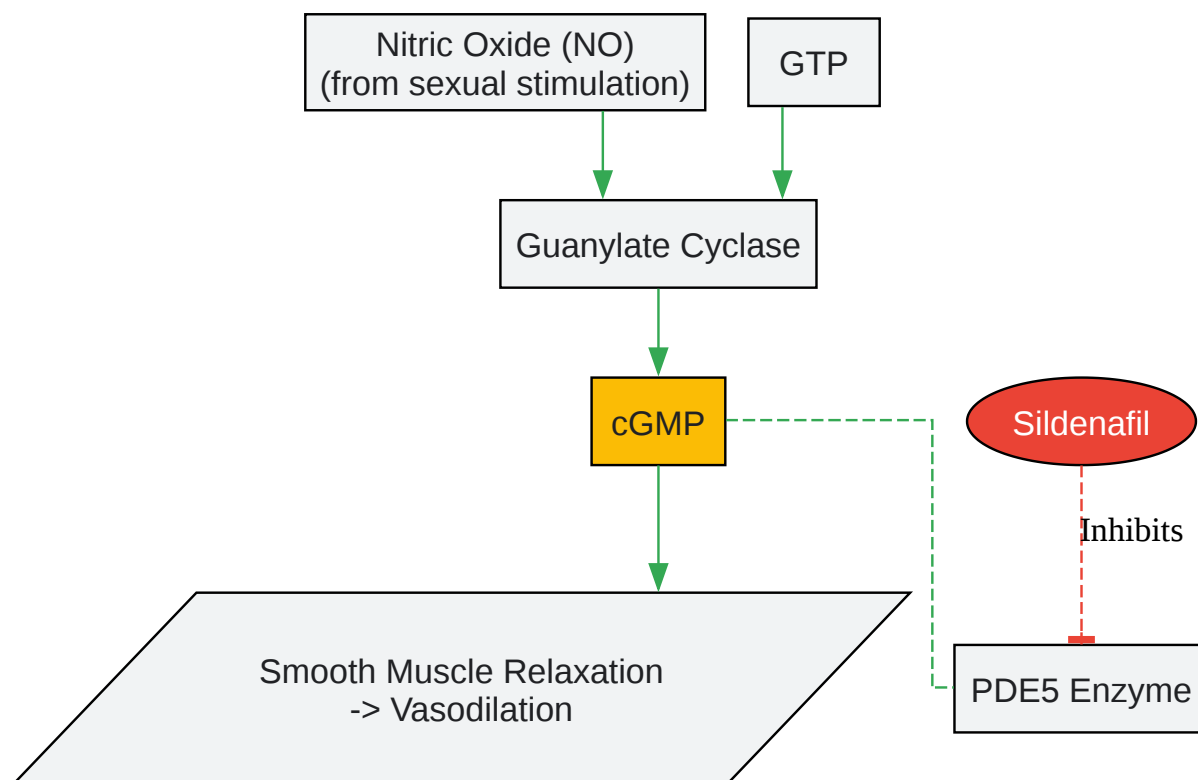 Nitric Oxide (NO)
(from sexual stimulation)
GTP
Guanylate Cyclase
cGMP
Sildenafil
Inhibits
Smooth Muscle Relaxation
-> Vasodilation
PDE5 Enzyme